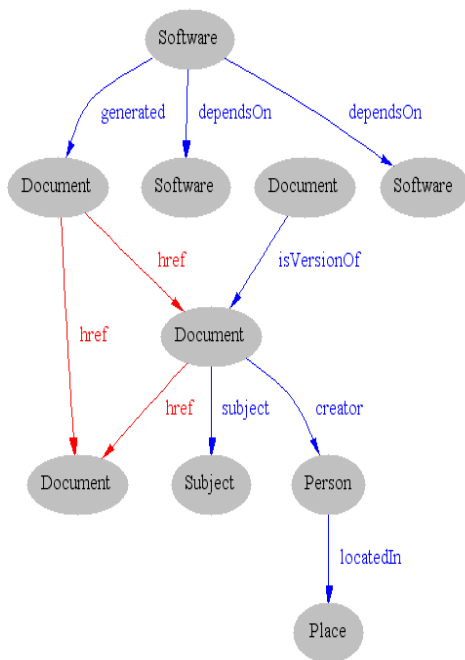 Software
generated dependsOn dependsOn
Document Software Document Software
href isVersionOf
href Document
href subject creator
Document Subject Person
locatedIn
Place